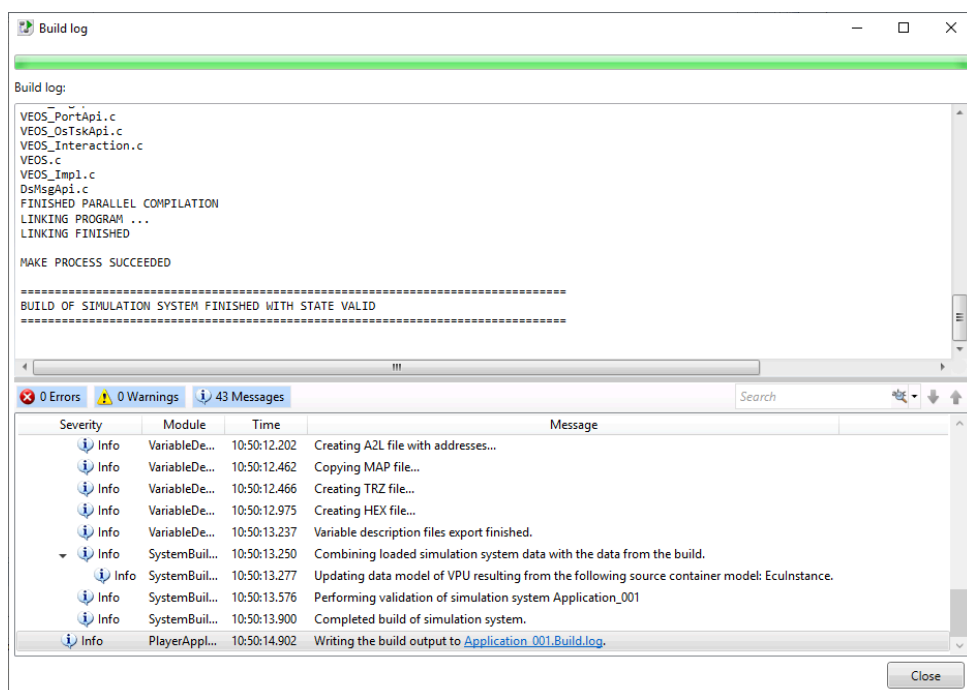 Build log
Build log:
VEOS_PortApi.c
VEOS_OsTskApi.c
VEOS_Interaction.c
VEOS.c
VEOS_Impl.c
DsMsgApi.c
FINISHED PARALLEL COMPILATION
LINKING PROGRAM ...
LINKING FINISHED
MAKE PROCESS SUCCEEDED
================================================================================
BUILD OF SIMULATION SYSTEM FINISHED WITH STATE VALID
================================================================================
0 Errors 0 Warnings 43 Messages Search
Severity Module Time Message
Info VariableDe... 10:50:12.202 Creating A2L file with addresses...
Info VariableDe... 10:50:12.462 Copying MAP file...
Info VariableDe... 10:50:12.466 Creating TRZ file...
Info VariableDe... 10:50:12.975 Creating HEX file...
Info VariableDe... 10:50:13.237 Variable description files export finished.
Info SystemBuil... 10:50:13.250 Combining loaded simulation system data with the data from the build.
Info SystemBuil... 10:50:13.277 Updating data model of VPU resulting from the following source container model: EcuInstance.
Info SystemBuil... 10:50:13.576 Performing validation of simulation system Application_001
Info SystemBuil... 10:50:13.900 Completed build of simulation system.
Info PlayerAppl... 10:50:14.902 Writing the build output to Application_001.Build.log.
Close